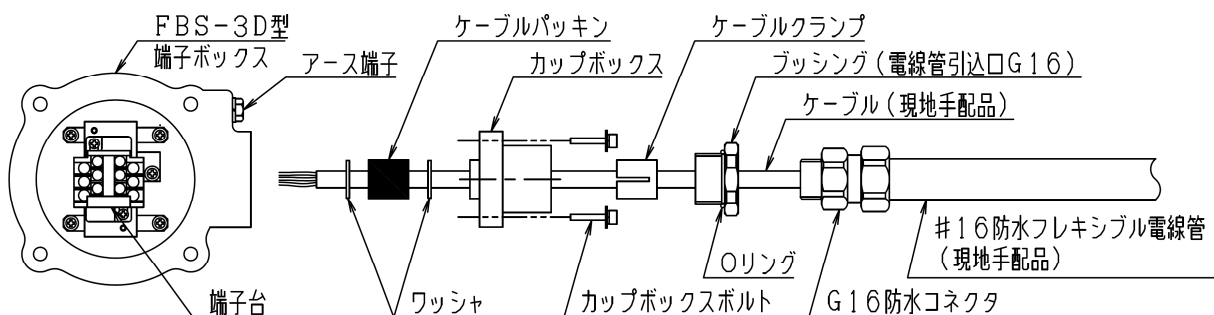 FBS-3D型
端子ボックス
アース端子
ケーブルパッキン
カップボックス
ケーブルクランプ
ブッシング(電線管引込口G16)
ケーブル(現地手配品)
端子台
ワッシャ
カップボックスボルト
Oリング
G16防水コネクタ
#16防水フレキシブル電線管
(現地手配品)